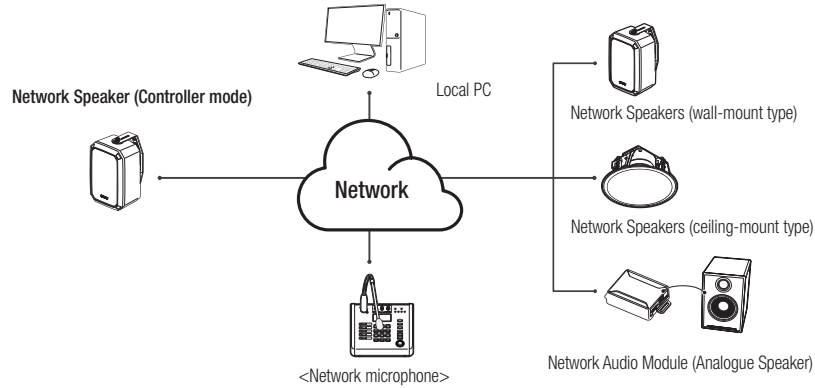 Local PC
Network Speaker (Controller mode)
Network
<Network microphone>
Network Speakers (wall-mount type)
Network Speakers (ceiling-mount type)
Network Audio Module (Analogue Speaker)